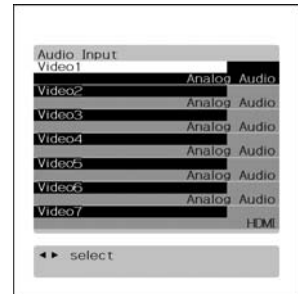 Audio Input
Video1
Analog Audio
Video2
Analog Audio
Video3
Analog Audio
Video4
Analog Audio
Video5
Analog Audio
Video6
Analog Audio
Video7
HDMI
◄► select